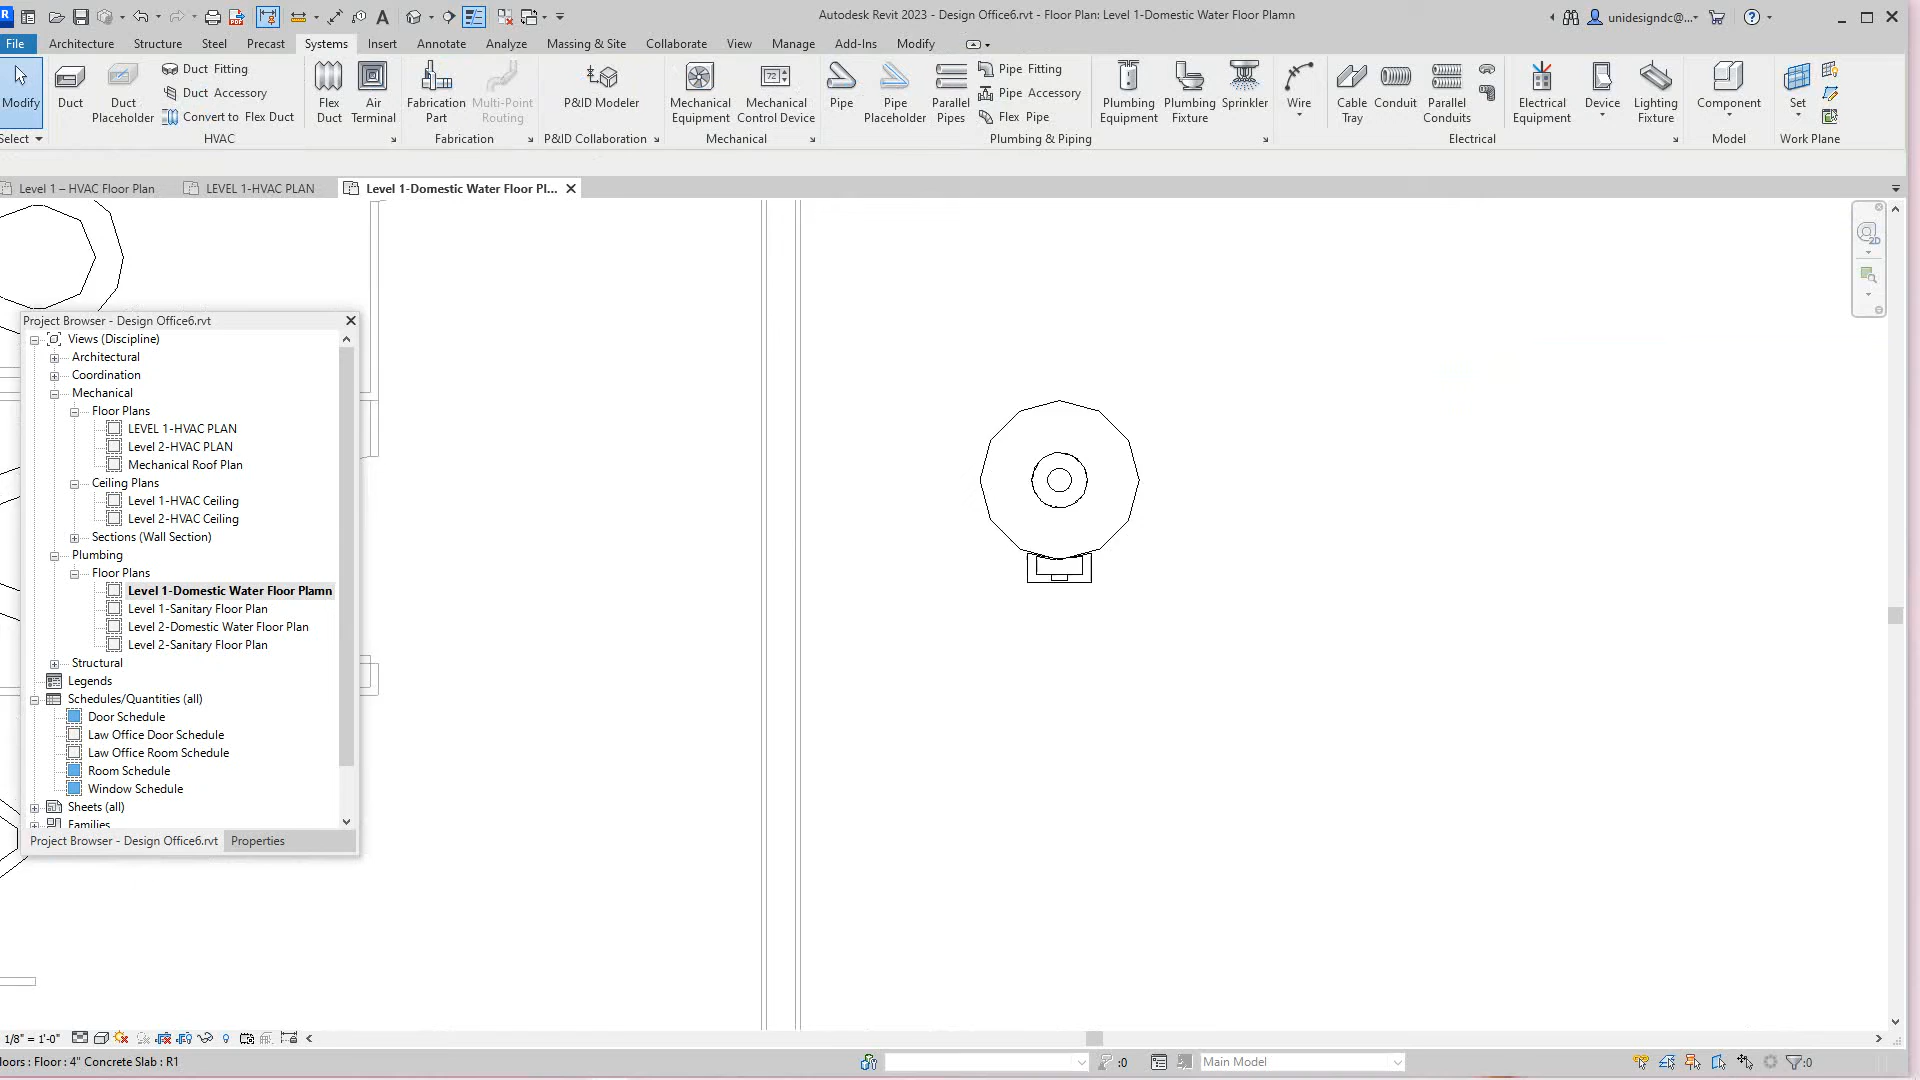 R
Autodesk Revit 2023 - Design Office6.rvt - Floor Plan: Level 1-Domestic Water Floor Plamn
unidesigndc@...
File Architecture Structure Steel Precast Systems Insert Annotate Analyze Massing & Site Collaborate View Manage Add-Ins Modify
Modify
Select
Duct
Duct
Placeholder
Duct Fitting
Duct Accessory
Convert to Flex Duct
Flex
Duct
Air
Terminal
HVAC
Fabrication
Part
Multi-Point
Routing
Fabrication
P&ID Modeler
P&ID Collaboration
Mechanical
Equipment
72
Mechanical
Control Device
Mechanical
Pipe
Pipe
Placeholder
Parallel
Pipes
Pipe Fitting
Pipe Accessory
Flex Pipe
Plumbing
Equipment
Plumbing
Fixture
Sprinkler
Plumbing & Piping
Wire
Cable
Tray
Conduit
Parallel
Conduits
Electrical
Equipment
Device
Lighting
Fixture
Electrical
Component
Model
Set
Work Plane
Level 1 – HVAC Floor Plan
LEVEL 1-HVAC PLAN
Level 1-Domestic Water Floor Pl...
2D
Project Browser - Design Office6.rvt
Views (Discipline)
Architectural
Coordination
Mechanical
Floor Plans
LEVEL 1-HVAC PLAN
Level 2-HVAC PLAN
Mechanical Roof Plan
Ceiling Plans
Level 1-HVAC Ceiling
Level 2-HVAC Ceiling
Sections (Wall Section)
Plumbing
Floor Plans
Level 1-Domestic Water Floor Plamn
Level 1-Sanitary Floor Plan
Level 2-Domestic Water Floor Plan
Level 2-Sanitary Floor Plan
Structural
Legends
Schedules/Quantities (all)
Door Schedule
Law Office Door Schedule
Law Office Room Schedule
Room Schedule
Window Schedule
Sheets (all)
Families
Project Browser - Design Office6.rvt Properties
1/8" = 1'-0"
loors : Floor : 4" Concrete Slab : R1
:0
Main Model
:0